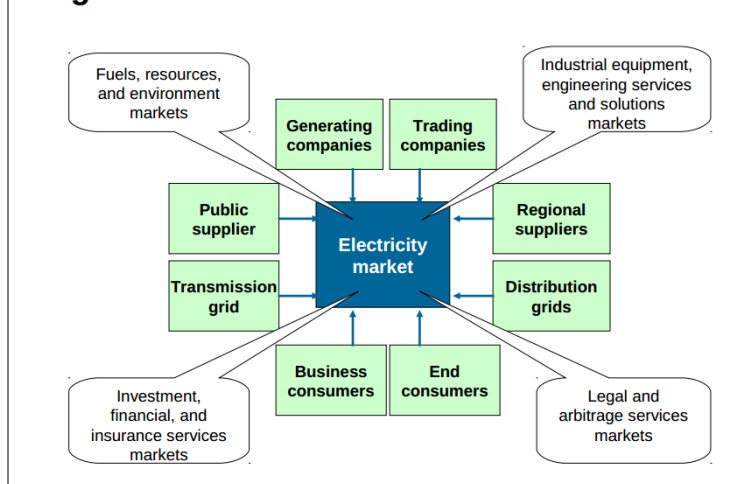 Fuels, resources,
and environment
markets
Industrial equipment,
engineering services
and solutions
markets
Generating
companies
Trading
companies
Public
supplier
Electricity
market
Regional
suppliers
Transmission
grid
Distribution
grids
Business
consumers
End
consumers
Investment,
financial, and
insurance services
markets
Legal and
arbitrage services
markets